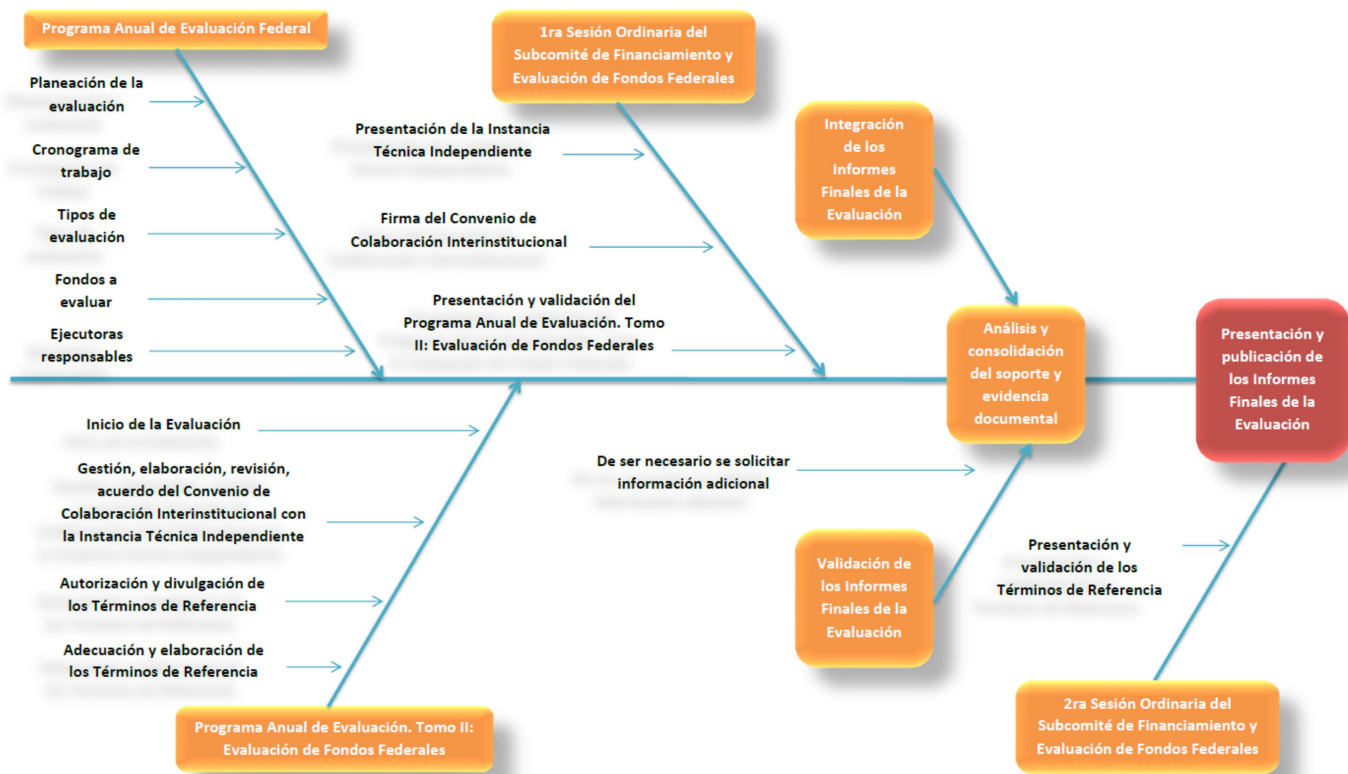 Programa Anual de Evaluación Federal
Planeación de la
evaluación
Cronograma de
trabajo
Tipos de
evaluación
Fondos a
evaluar
Ejecutoras
responsables
1ra Sesión Ordinaria del
Subcomité de Financiamiento y
Evaluación de Fondos Federales
Presentación de la Instancia
Técnica Independiente
Firma del Convenio de
Colaboración Interinstitucional
Presentación y validación del
Programa Anual de Evaluación. Tomo
II: Evaluación de Fondos Federales
Integración
de los
Informes
Finales de la
Evaluación
Análisis y
consolidación
del soporte y
evidencia
documental
Presentación y
publicación de
los Informes
Finales de la
Evaluación
Inicio de la Evaluación
Gestión, elaboración, revisión,
acuerdo del Convenio de
Colaboración Interinstitucional con
la Instancia Técnica Independiente
Autorización y divulgación de
los Términos de Referencia
Adecuación y elaboración de
los Términos de Referencia
Programa Anual de Evaluación. Tomo II:
Evaluación de Fondos Federales
De ser necesario se solicitar
información adicional
Validación de
los Informes
Finales de la
Evaluación
Presentación y
validación de los
Términos de Referencia
2ra Sesión Ordinaria del
Subcomité de Financiamiento y
Evaluación de Fondos Federales